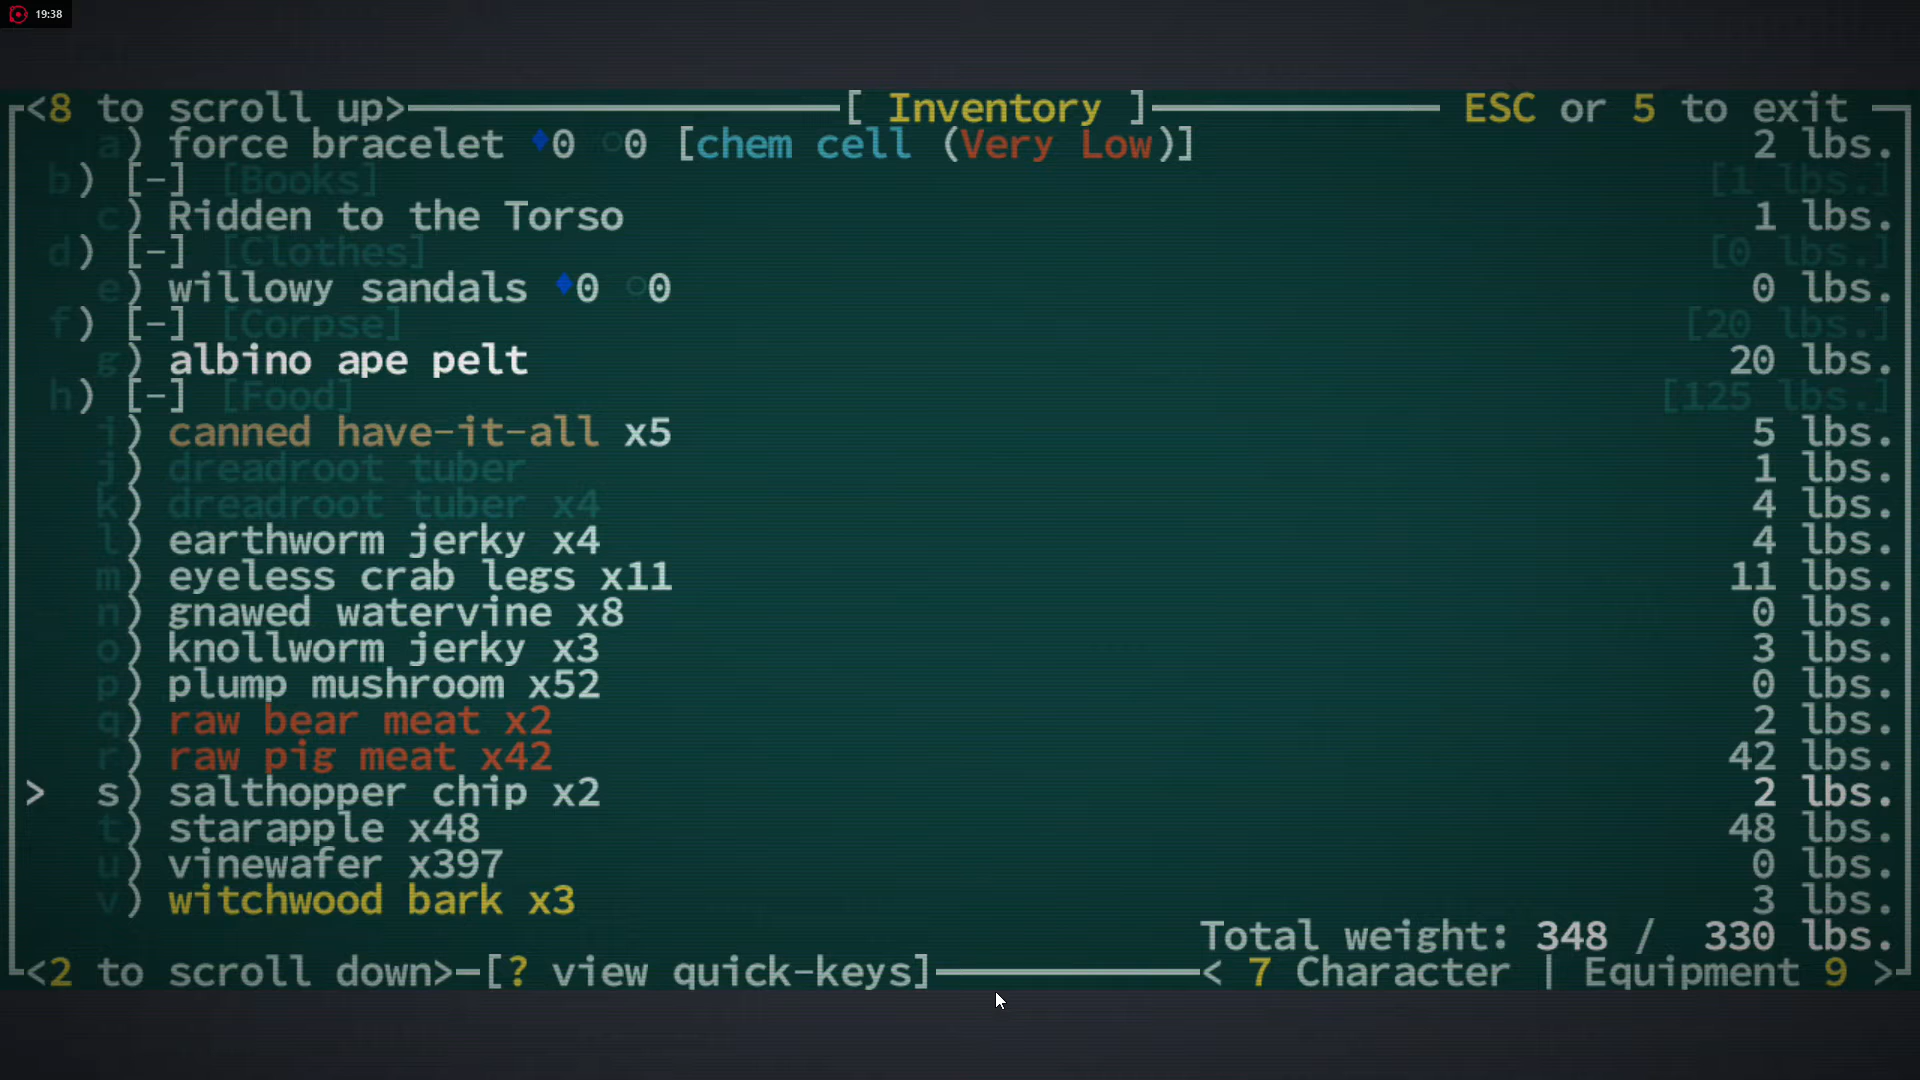 19:38
<8 to scroll up> [ Inventory ] ESC or 5 to exit
a) force bracelet ♦0 ○0 [chem cell (Very Low)] 2 lbs.
b) [-] [Books] [1 lbs.]
c) Ridden to the Torso 1 lbs.
d) [-] [Clothes] [0 lbs.]
e) willowy sandals ♦0 ○0 0 lbs.
f) [-] [Corpse] [20 lbs.]
g) albino ape pelt 20 lbs.
h) [-] [Food] [125 lbs.]
i) canned have-it-all x5 5 lbs.
j) dreadroot tuber 1 lbs.
k) dreadroot tuber x4 4 lbs.
l) earthworm jerky x4 4 lbs.
m) eyeless crab legs x11 11 lbs.
n) gnawed watervine x8 0 lbs.
o) knollworm jerky x3 3 lbs.
p) plump mushroom x52 0 lbs.
q) raw bear meat x2 2 lbs.
r) raw pig meat x42 42 lbs.
> s) salthopper chip x2 2 lbs.
t) starapple x48 48 lbs.
u) vinewafer x397 0 lbs.
v) witchwood bark x3 3 lbs.
Total weight: 348 / 330 lbs.
<2 to scroll down> [? view quick-keys] < 7 Character | Equipment 9 >